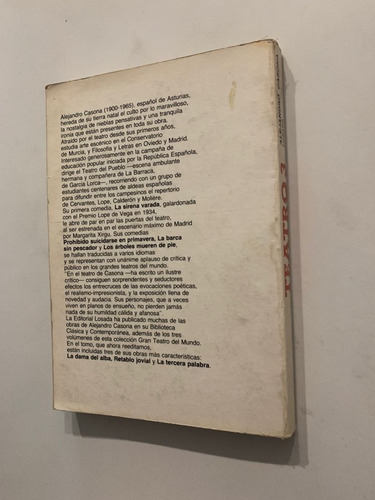 Alejandro Casona (1900-1965), español de Asturias,
hereda de su tierra natal el culto por lo maravilloso,
la nostalgia de nieblas pensativas y una tranquila
ironía que están presentes en toda su obra.
Atraído por el teatro desde sus primeros años,
estudia arte escénico en el Conservatorio
de Murcia, y Filosofía y Letras en Oviedo y Madrid.
Interesado generosamente en la campaña de
educación popular iniciada por la República Española,
dirige el Teatro del Pueblo —escena ambulante
hermana y compañera de La Barraca,
de García Lorca—, recorriendo con un grupo de
estudiantes centenares de aldeas españolas
para difundir entre los campesinos el repertorio
de Cervantes, Lope, Calderón y Molière.
Su primera comedia, La sirena varada, galardonada
con el Premio Lope de Vega en 1934,
le abre de par en par las puertas del teatro,
al ser estrenada en el escenario máximo de Madrid
por Margarita Xirgu. Sus comedias
Prohibido suicidarse en primavera, La barca
sin pescador y Los árboles mueren de pie,
se hallan traducidas a varios idiomas
y se representan con unánime aplauso de crítica y
público en los grandes teatros del mundo.
"En el teatro de Casona —ha escrito un ilustre
crítico— consiguen sorprendentes y seductores
efectos los entrecruces de las evocaciones poéticas,
el realismo-impresionista, y la exposición llena de
novedad y audacia. Sus personajes, que a veces
viven en planos de ensueño, no pierden jamás
nada de su humildad cálida y afanosa".
La Editorial Losada ha publicado muchas de las
obras de Alejandro Casona en su Biblioteca
Clásica y Contemporánea, además de los tres
volúmenes de esta colección Gran Teatro del Mundo.
En el tomo, que ahora reeditamos,
están incluidas tres de sus obras más características:
La dama del alba, Retablo jovial y La tercera palabra.
TEATRO 2
ALEJANDRO CASONA